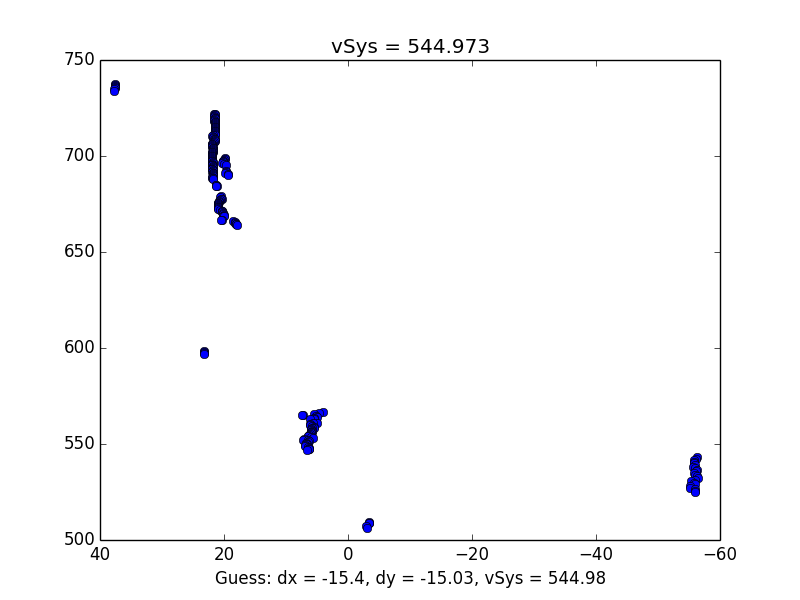 vSys = 544.973
750
700
650
600
550
500
40 20 0 −20 −40 −60
Guess: dx = -15.4, dy = -15.03, vSys = 544.98